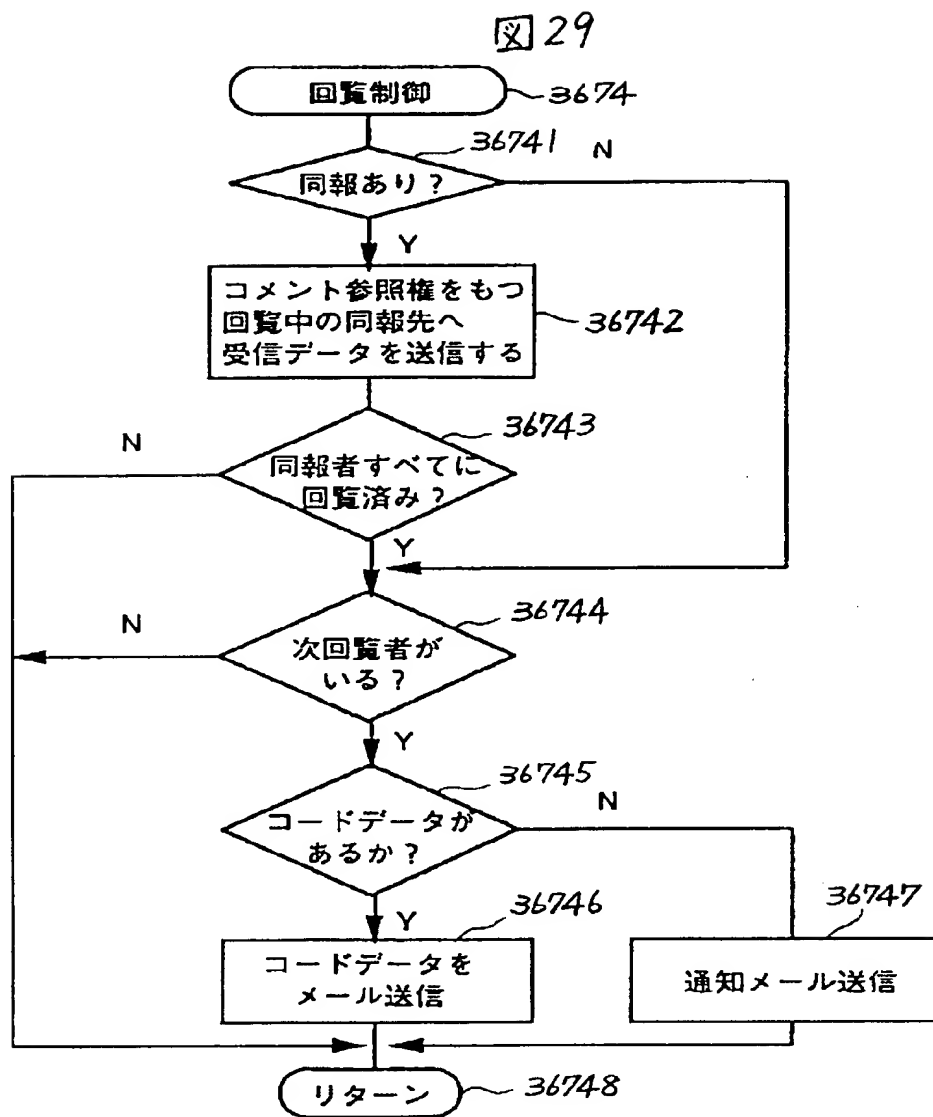 図29
回覧制御
3674
36741
N
同報あり?
Y
コメント参照権をもつ
回覧中の同報先へ
受信データを送信する
36742
36743
N
同報者すべてに
回覧済み?
Y
36744
N
次回覧者が
いる?
Y
36745
N
コードデータが
あるか?
Y
36746
36747
コードデータを
メール送信
通知メール送信
リターン
36748